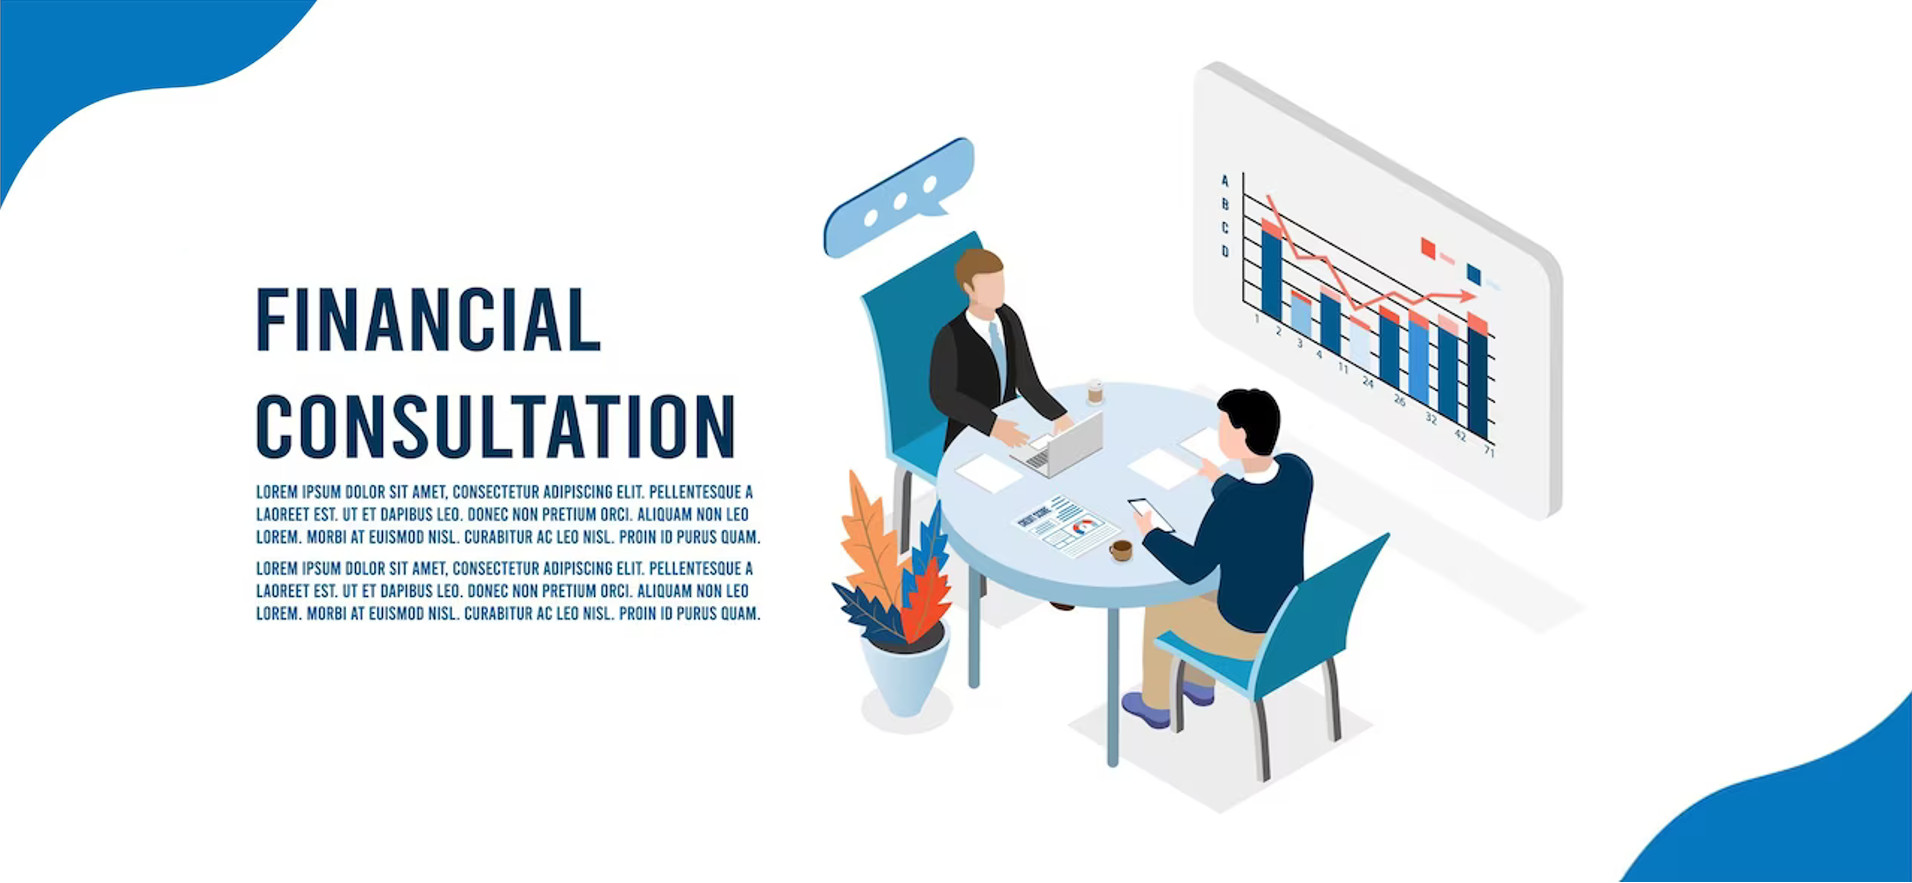 FINANCIAL
CONSULTATION
LOREM IPSUM DOLOR SIT AMET, CONSECTETUR ADIPISCING ELIT. PELLENTESQUE A
LAOREET EST. UT ET DAPIBUS LEO. DONEC NON PRETIUM ORCI. ALIQUAM NON LEO
LOREM. MORBI AT EUISMOD NISL. CURABITUR AC LEO NISL. PROIN ID PURUS QUAM.
LOREM IPSUM DOLOR SIT AMET, CONSECTETUR ADIPISCING ELIT. PELLENTESQUE A
LAOREET EST. UT ET DAPIBUS LEO. DONEC NON PRETIUM ORCI. ALIQUAM NON LEO
LOREM. MORBI AT EUISMOD NISL. CURABITUR AC LEO NISL. PROIN ID PURUS QUAM.
A
B
C
D
1 2 3 4 11 24 26 32 42 71
CREDIT SCORE